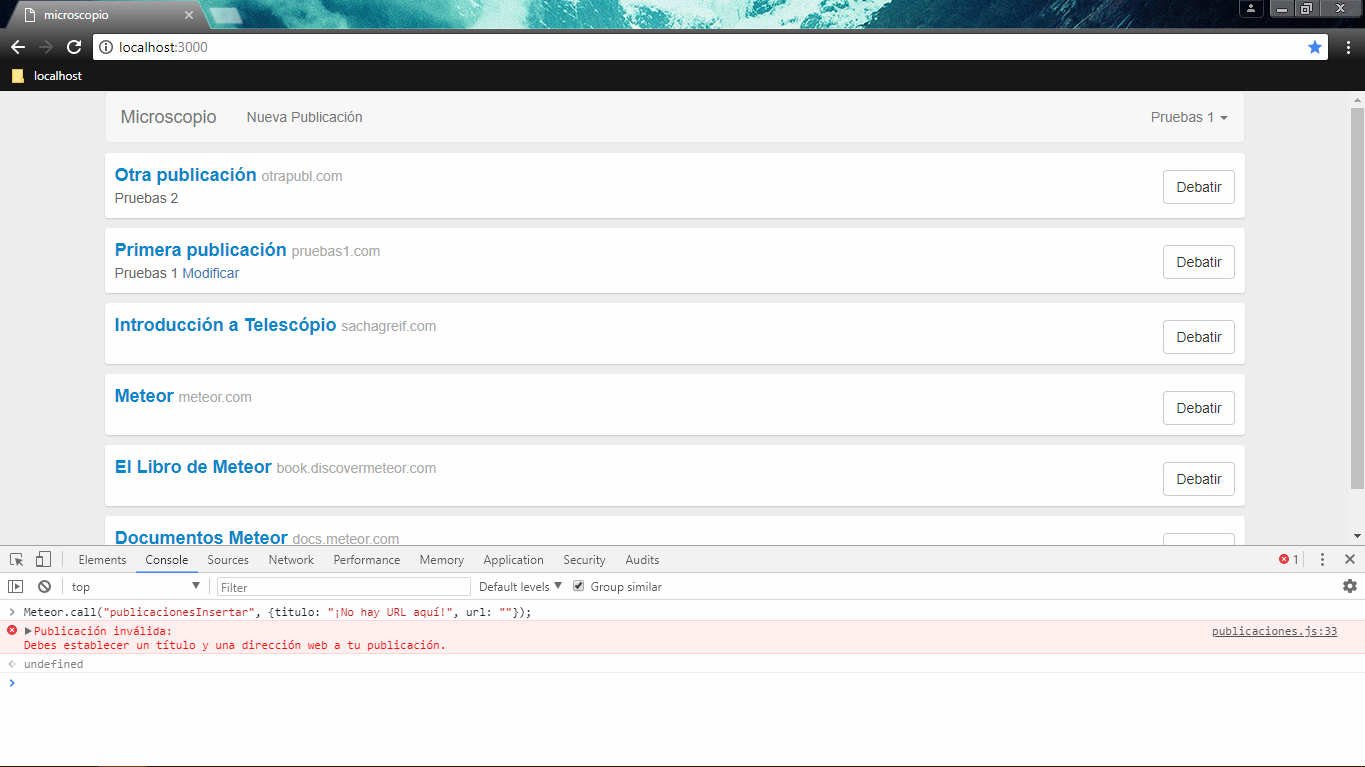 microscopio
localhost:3000
localhost
Microscopio Nueva Publicación Pruebas 1
Otra publicación otrapubl.com
Pruebas 2
Debatir
Primera publicación pruebas1.com
Pruebas 1 Modificar
Debatir
Introducción a Telescópio sachagreif.com
Debatir
Meteor meteor.com
Debatir
El Libro de Meteor book.discovermeteor.com
Debatir
Documentos Meteor docs.meteor.com
Elements Console Sources Network Performance Memory Application Security Audits 1
top Filter Default levels Group similar
Meteor.call("publicacionesInsertar", {titulo: "¡No hay URL aquí!", url: ""});
Publicación inválida: publicaciones.js:33
Debes establecer un título y una dirección web a tu publicación.
undefined